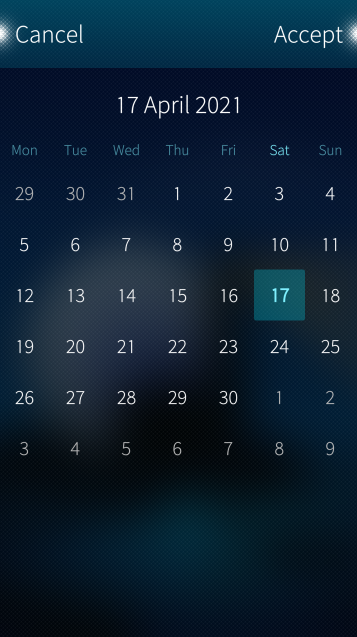 Cancel Accept
17 April 2021
Mon Tue Wed Thu Fri Sat Sun
29 30 31 1 2 3 4
5 6 7 8 9 10 11
12 13 14 15 16 17 18
19 20 21 22 23 24 25
26 27 28 29 30 1 2
3 4 5 6 7 8 9